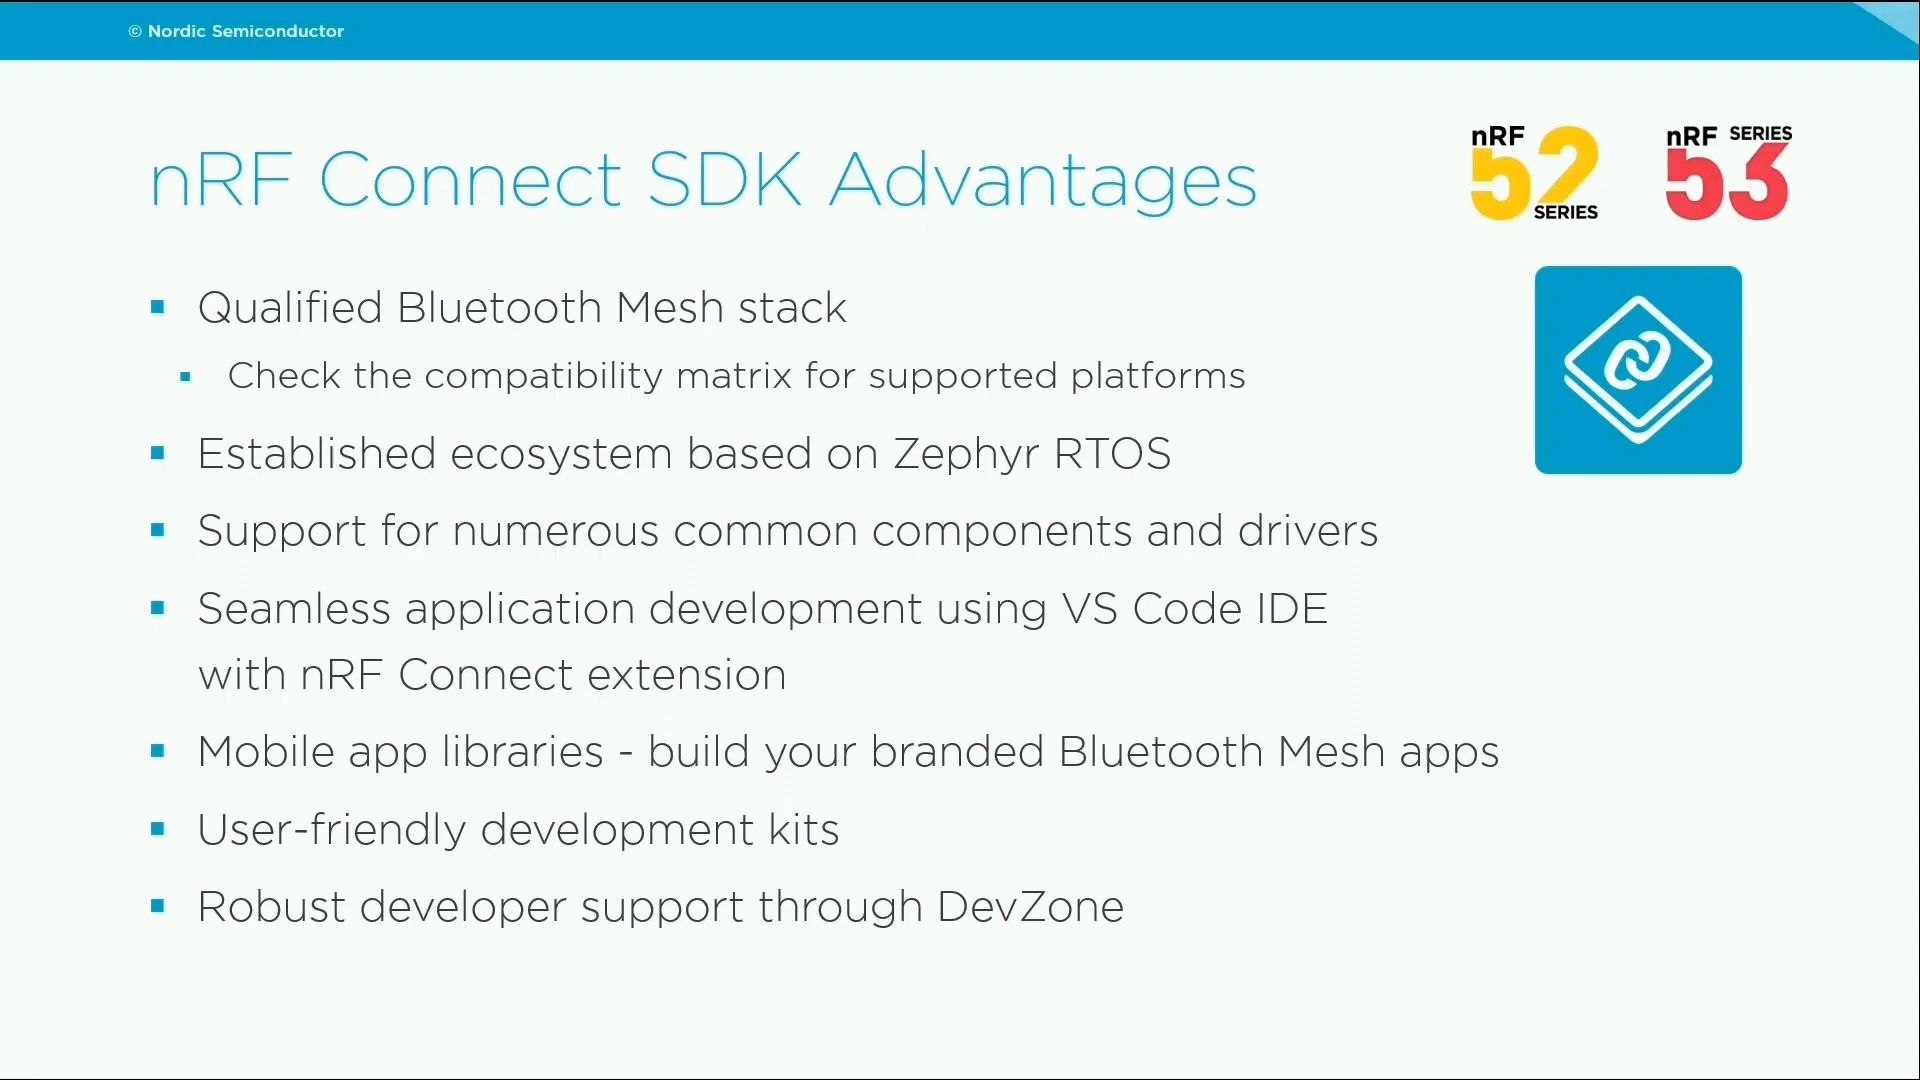 © Nordic Semiconductor
nRF Connect SDK Advantages
nRF 52 SERIES
nRF 53 SERIES
Qualified Bluetooth Mesh stack
Check the compatibility matrix for supported platforms
Established ecosystem based on Zephyr RTOS
Support for numerous common components and drivers
Seamless application development using VS Code IDE
with nRF Connect extension
Mobile app libraries - build your branded Bluetooth Mesh apps
User-friendly development kits
Robust developer support through DevZone